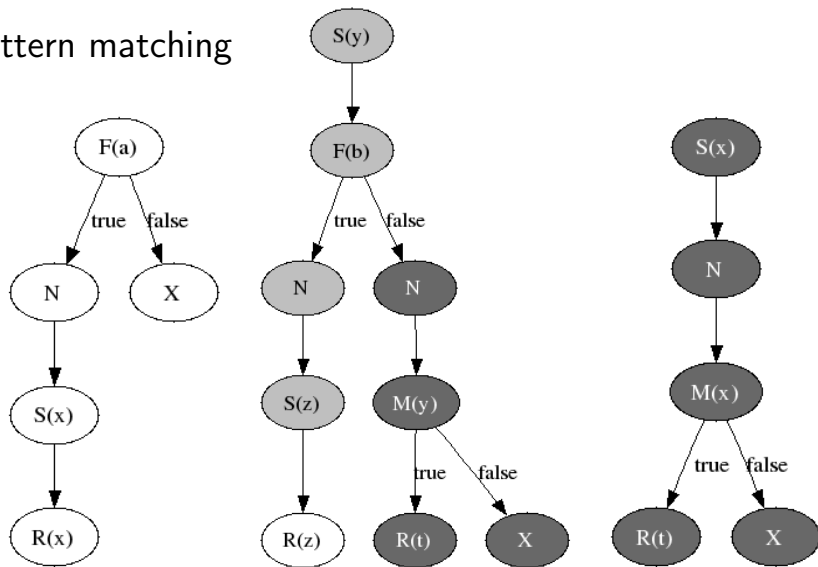 ttern matching
S(y)
F(a)
F(b)
S(x)
true
false
true
false
N
X
N
N
N
S(x)
S(z)
M(y)
M(x)
true
false
true
false
R(x)
R(z)
R(t)
X
R(t)
X